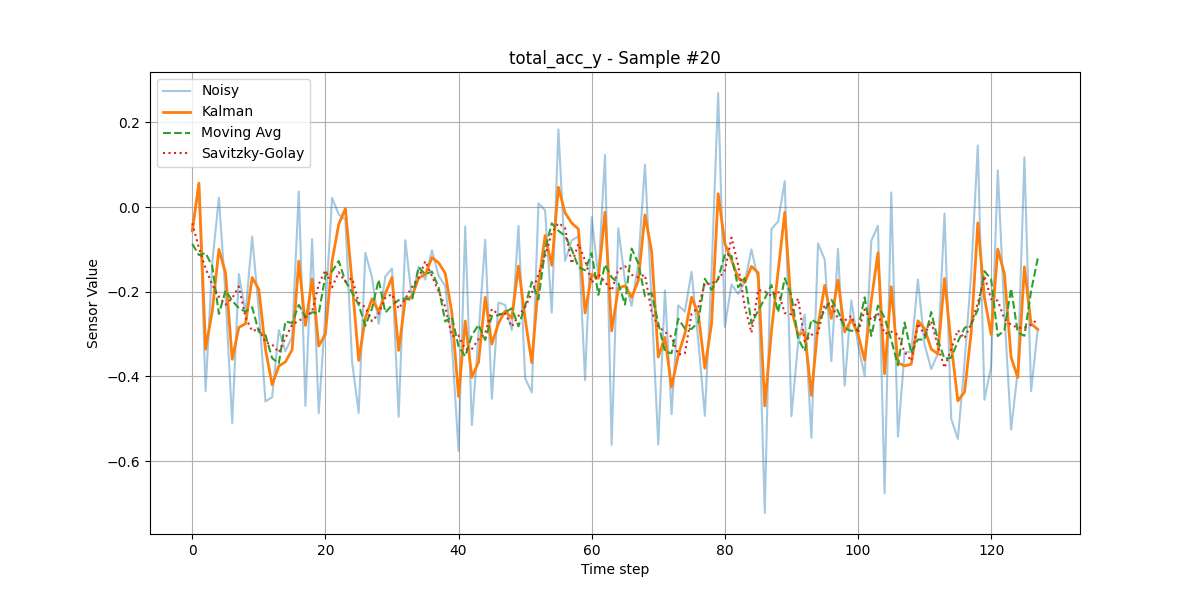 total_acc_y - Sample #20
Noisy
Kalman
Moving Avg
Savitzky-Golay
Sensor Value
0.2
0.0
−0.2
−0.4
−0.6
0 20 40 60 80 100 120
Time step